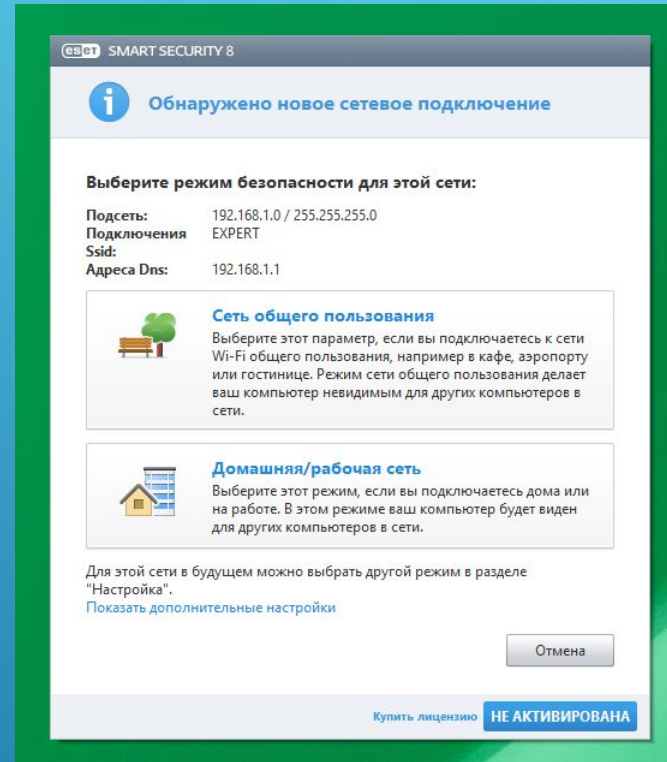 eseT SMART SECURITY 8
Обнаружено новое сетевое подключение
Выберите режим безопасности для этой сети:
Подсеть: 192.168.1.0 / 255.255.255.0
Подключения EXPERT
Ssid:
Адреса Dns: 192.168.1.1
Сеть общего пользования
Выберите этот параметр, если вы подключаетесь к сети
Wi-Fi общего пользования, например в кафе, аэропорту
или гостинице. Режим сети общего пользования делает
ваш компьютер невидимым для других компьютеров в
сети.
Домашняя/рабочая сеть
Выберите этот режим, если вы подключаетесь дома или
на работе. В этом режиме ваш компьютер будет виден
для других компьютеров в сети.
Для этой сети в будущем можно выбрать другой режим в разделе
"Настройка".
Показать дополнительные настройки
Отмена
Купить лицензию НЕ АКТИВИРОВАНА